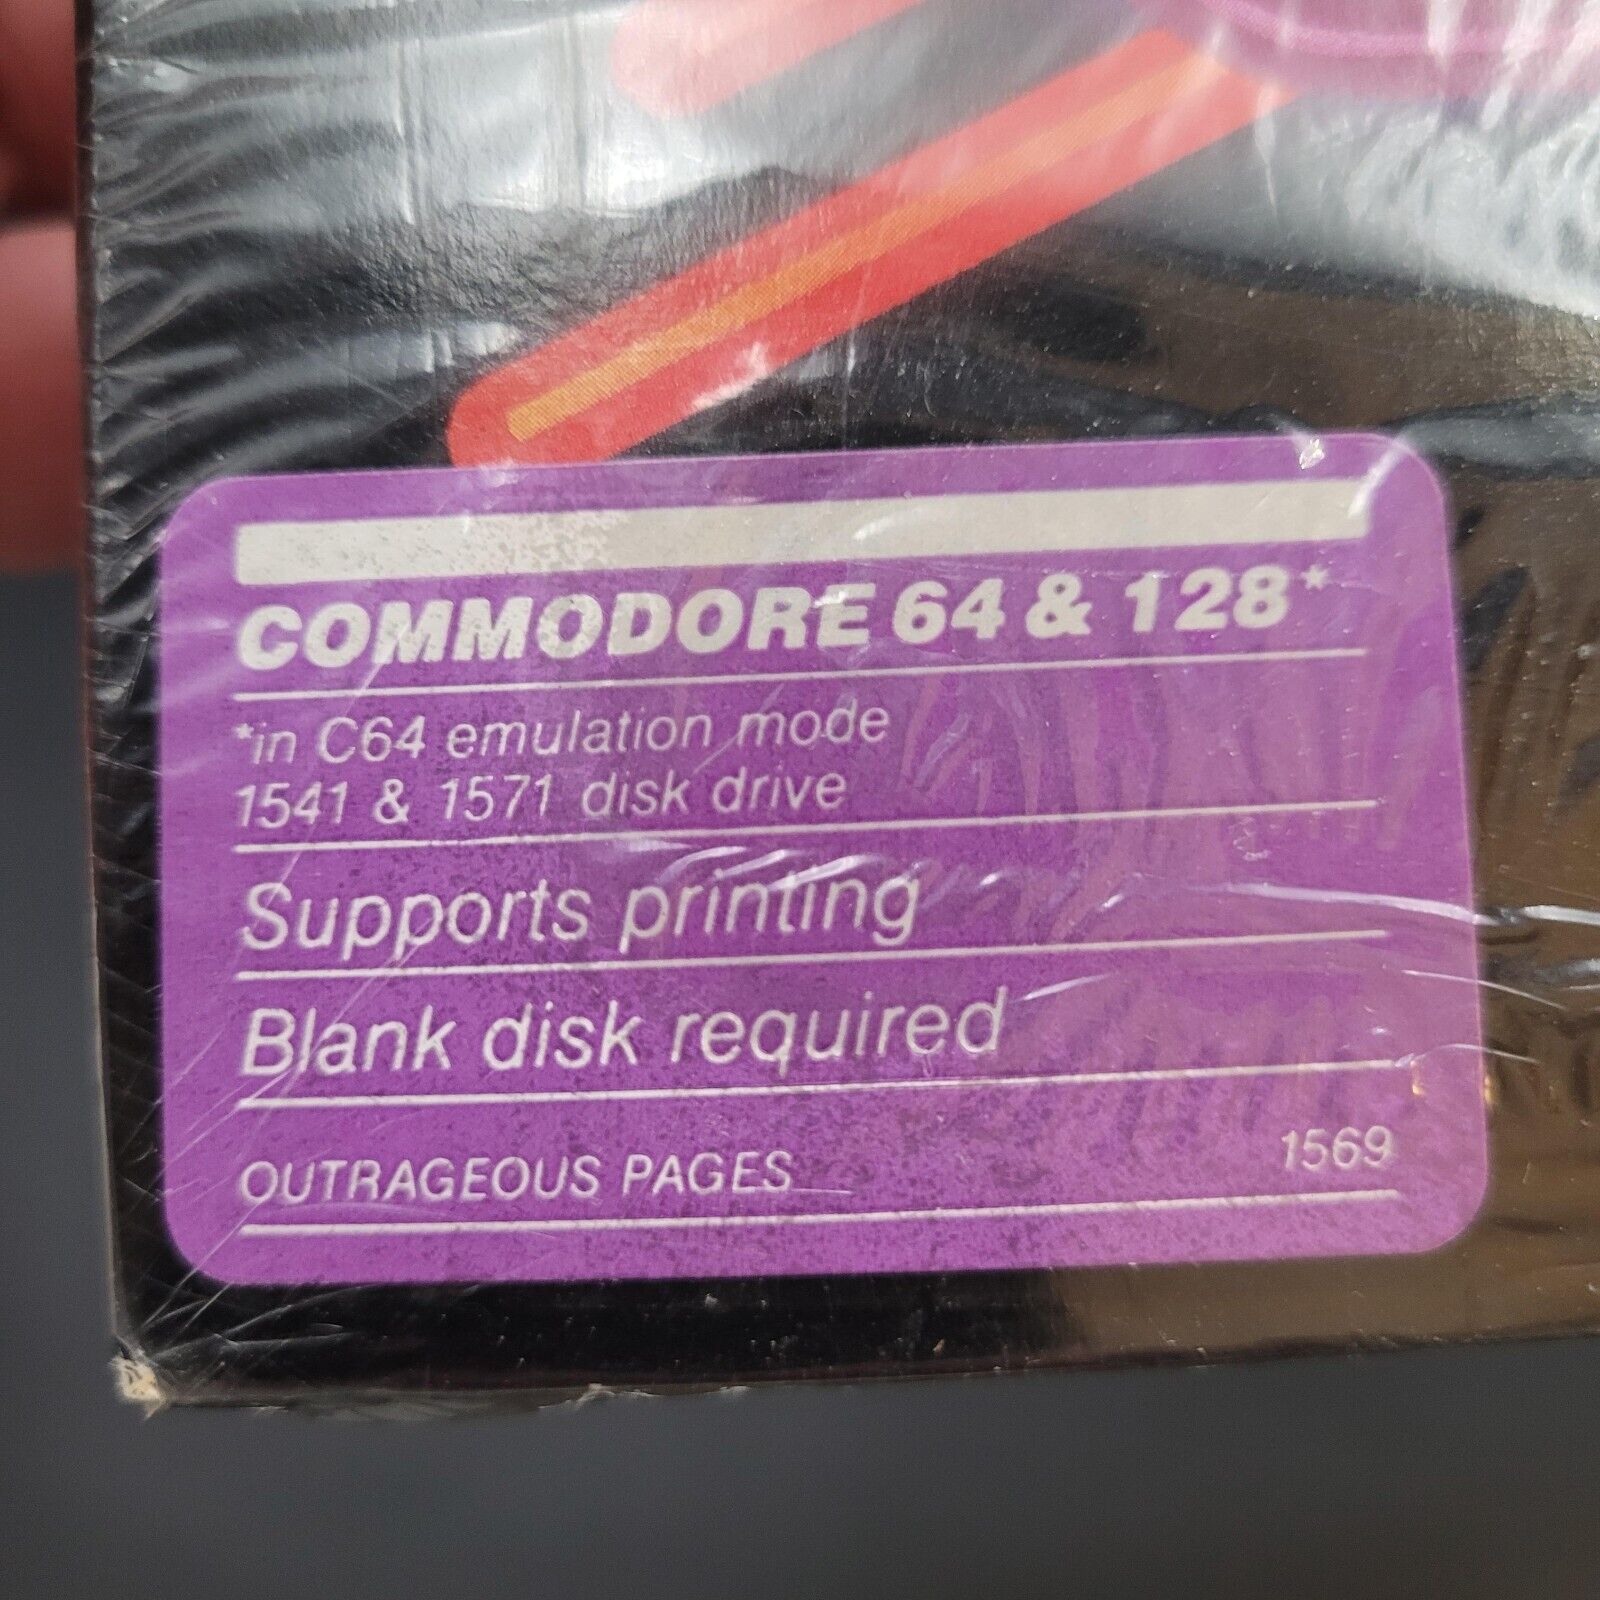 COMMODORE 64 & 128*
*in C64 emulation mode
1541 & 1571 disk drive
Supports printing
Blank disk required
OUTRAGEOUS PAGES 1569